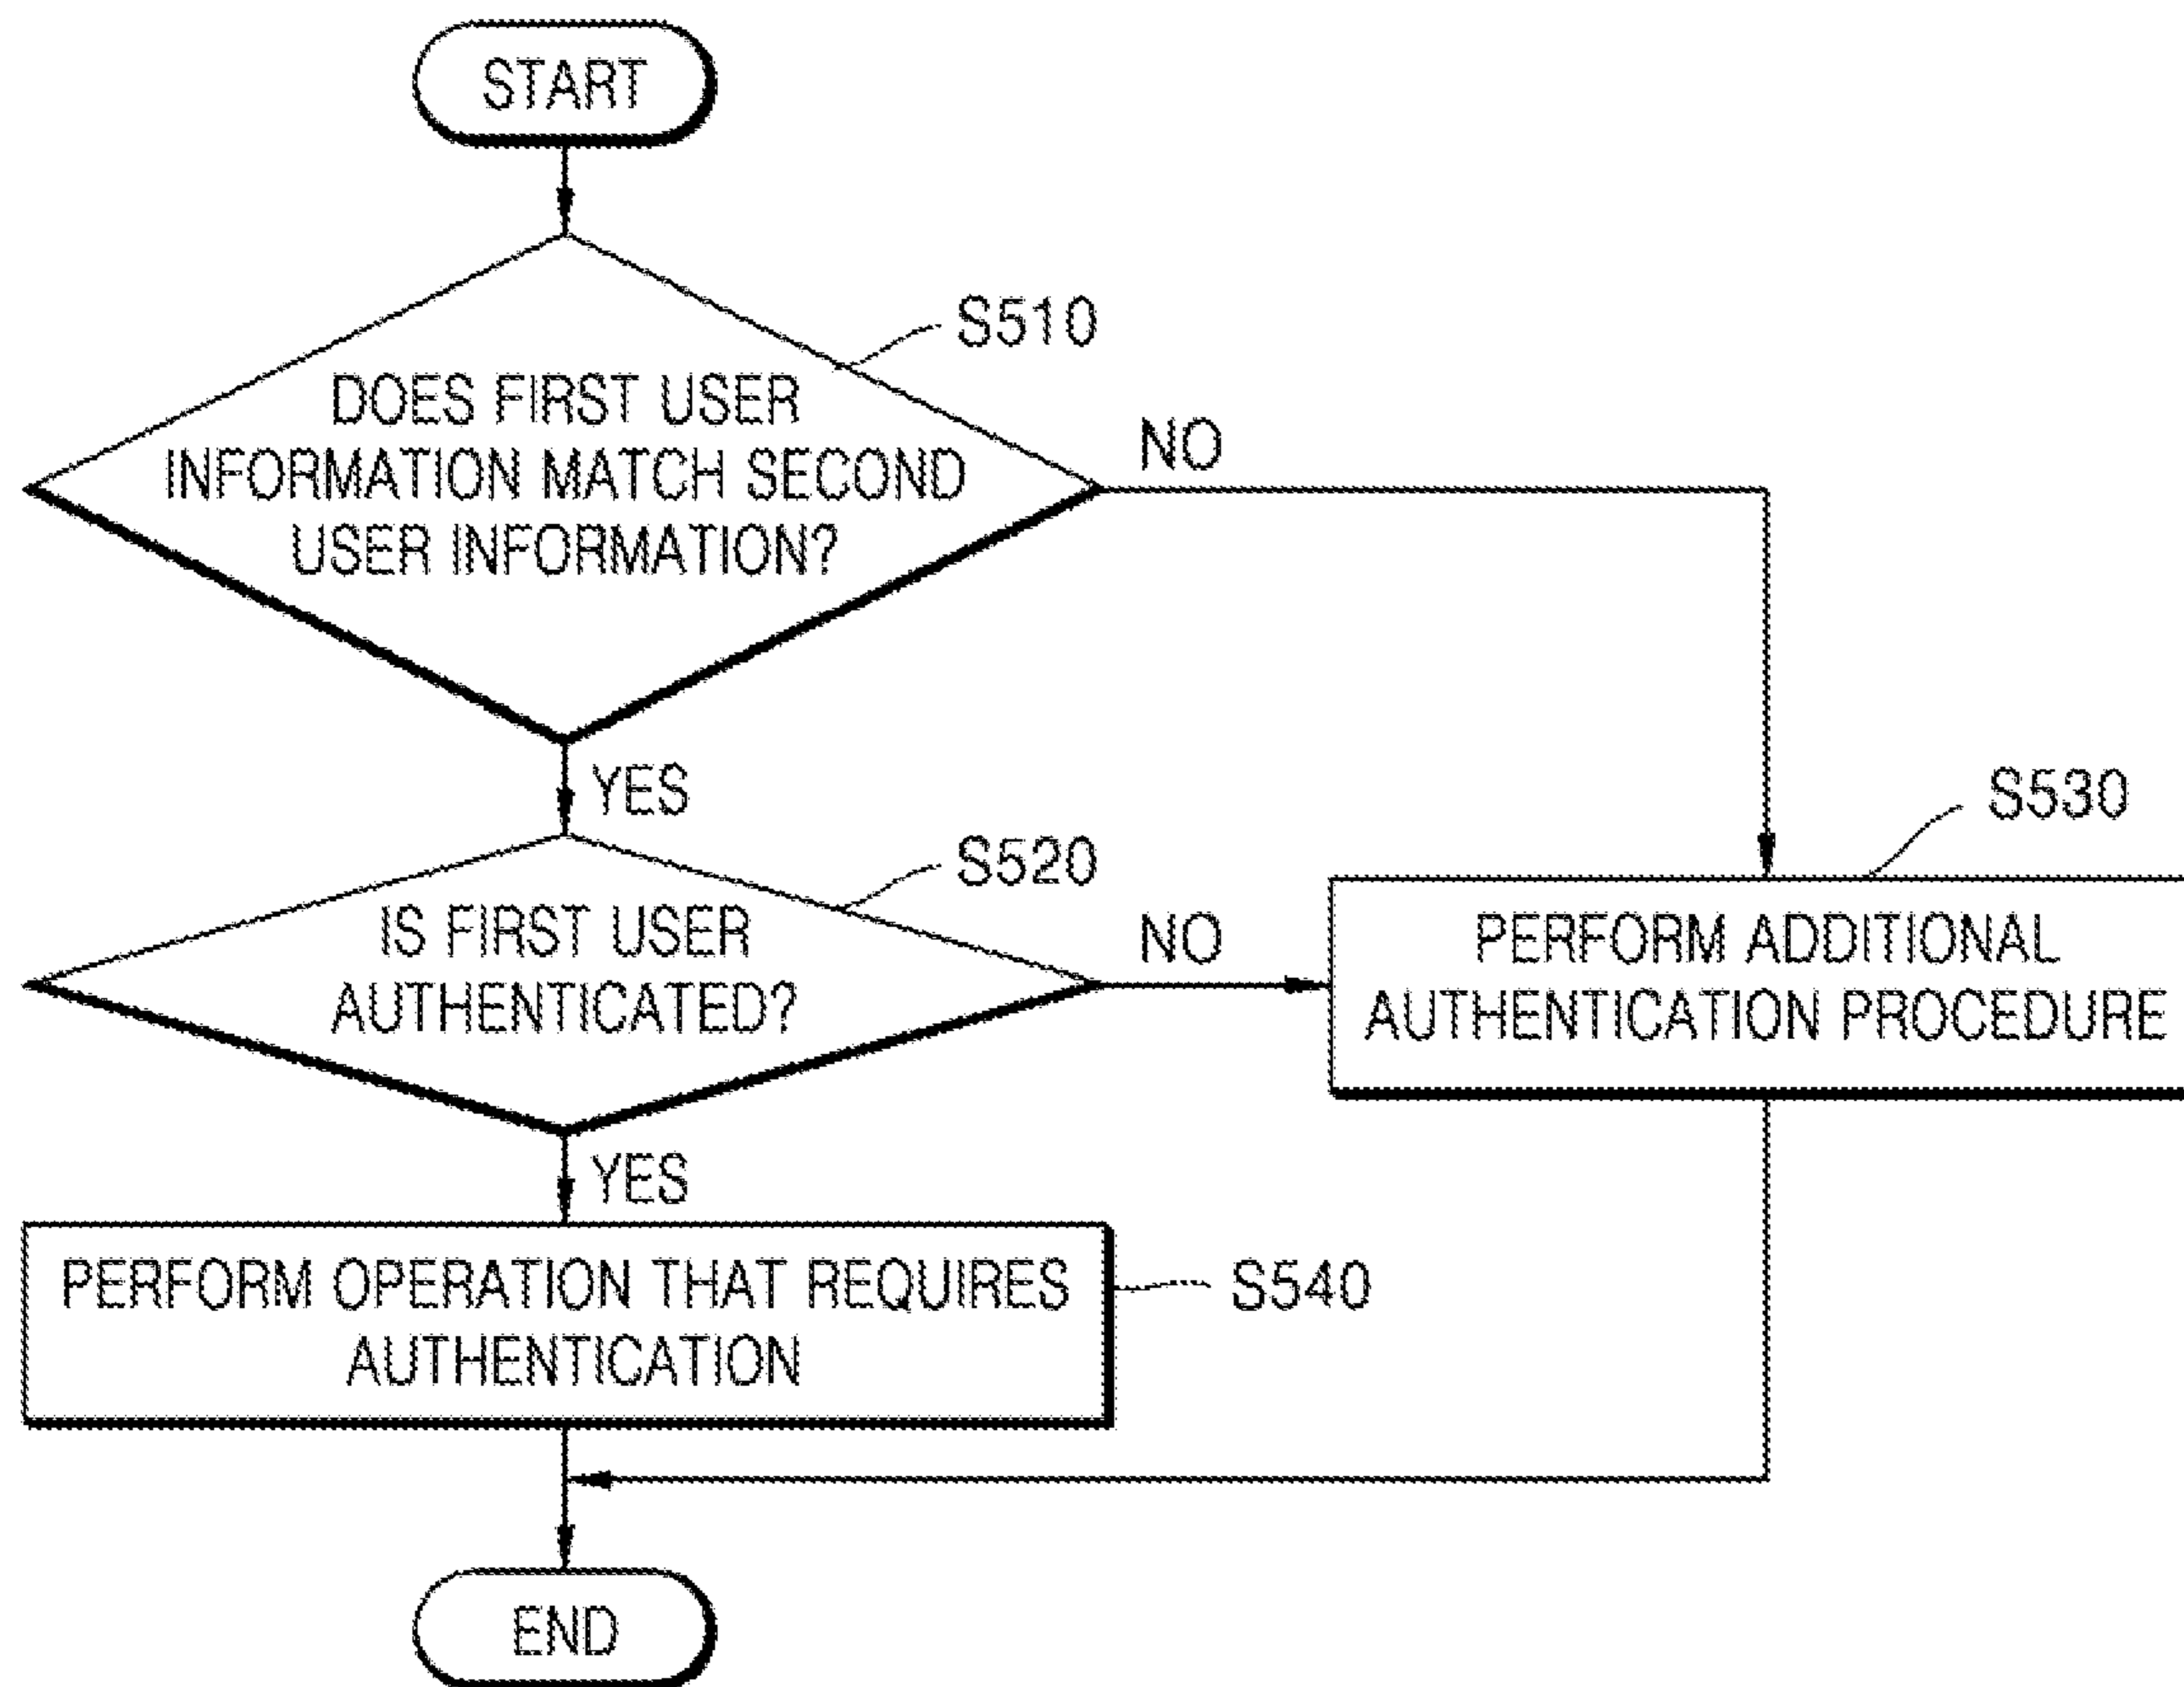 START
S510
DOES FIRST USER
INFORMATION MATCH SECOND
USER INFORMATION?
NO
YES
S530
S520
IS FIRST USER
AUTHENTICATED?
NO
PERFORM ADDITIONAL
AUTHENTICATION PROCEDURE
YES
PERFORM OPERATION THAT REQUIRES
AUTHENTICATION
S540
END